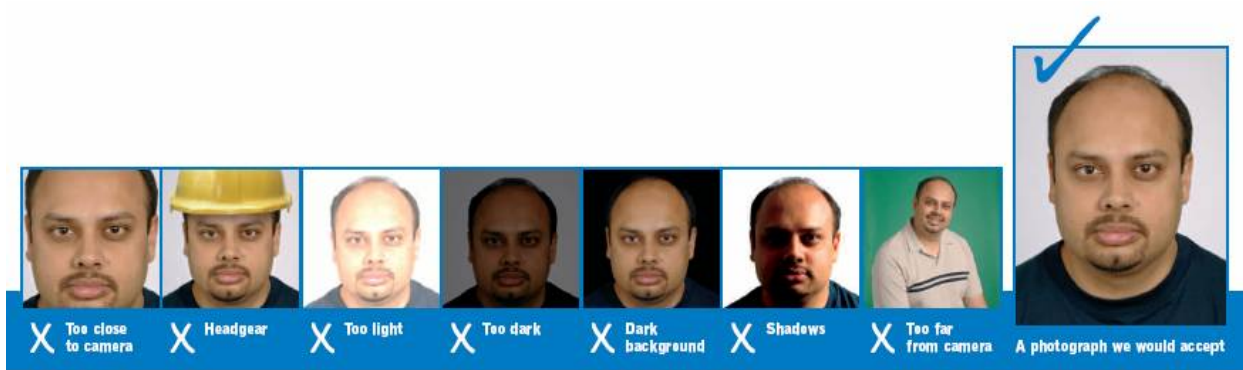 X Too close
to camera
X Headgear
X Too light
X Too dark
X Dark
background
X Shadows
X Too far
from camera
A photograph we would accept